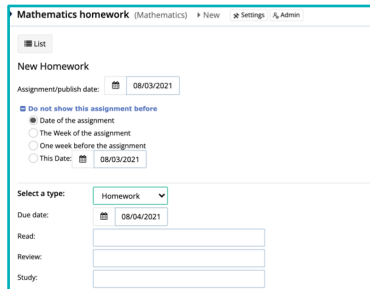 Mathematics homework (Mathematics) New Settings Admin
List
New Homework
Assignment/publish date: 08/03/2021
Do not show this assignment before
Date of the assignment
The Week of the assignment
One week before the assignment
This Date: 08/03/2021
Select a type: Homework
Due date: 08/04/2021
Read:
Review:
Study: